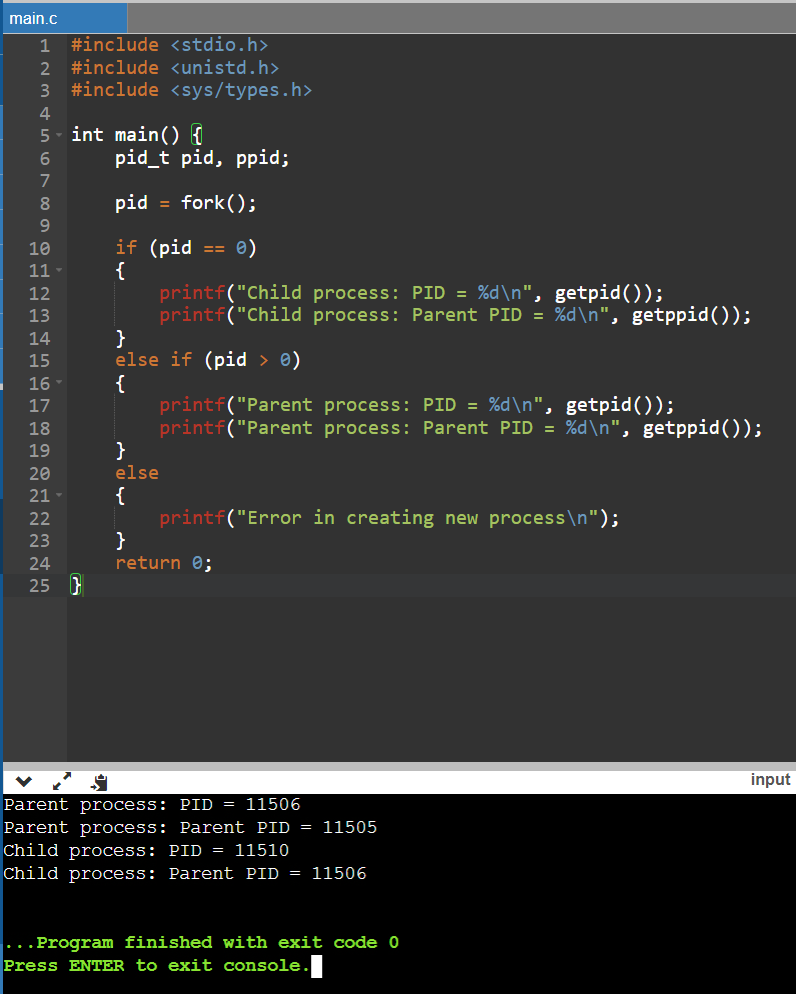 main.c
1 #include <stdio.h>
2 #include <unistd.h>
3 #include <sys/types.h>
4
5 int main() {
6     pid_t pid, ppid;
7
8     pid = fork();
9
10     if (pid == 0)
11     {
12         printf("Child process: PID = %d\n", getpid());
13         printf("Child process: Parent PID = %d\n", getppid());
14     }
15     else if (pid > 0)
16     {
17         printf("Parent process: PID = %d\n", getpid());
18         printf("Parent process: Parent PID = %d\n", getppid());
19     }
20     else
21     {
22         printf("Error in creating new process\n");
23     }
24     return 0;
25 }
input
Parent process: PID = 11506
Parent process: Parent PID = 11505
Child process: PID = 11510
Child process: Parent PID = 11506
...Program finished with exit code 0
Press ENTER to exit console.